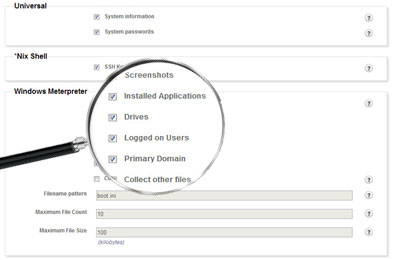 Universal
System information
?
System passwords
?
*Nix Shell
SSH
?
Screenshots
Windows Meterpreter
Installed Applications
?
Drives
Logged on Users
Primary Domain
Collect other files
?
Filename pattern
boot.ini
?
Maximum File Count
10
?
Maximum File Size
100
?
(kilobytes)